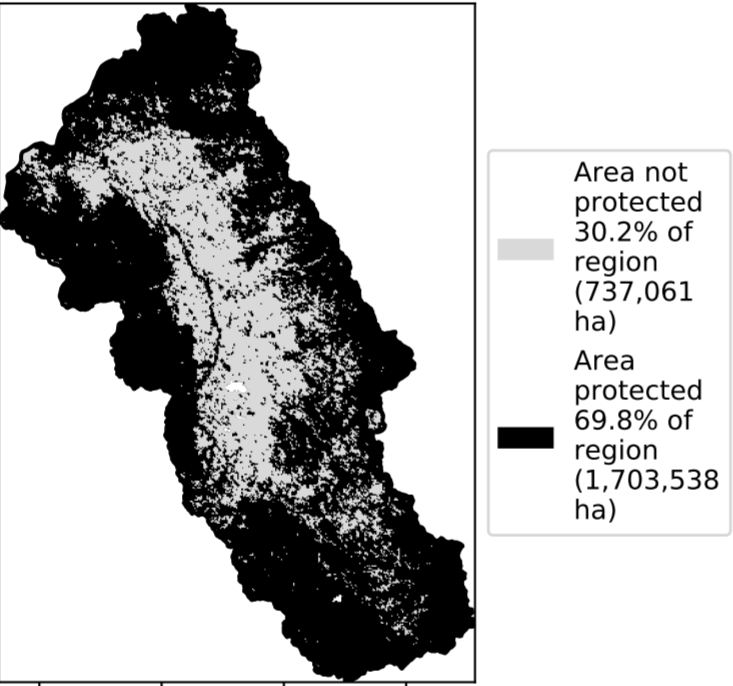 Area not
protected
30.2% of
region
(737,061
ha)
Area
protected
69.8% of
region
(1,703,538
ha)